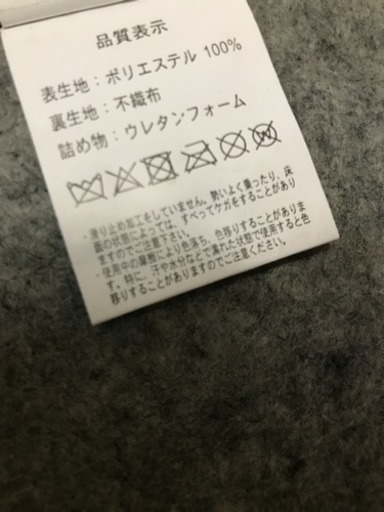 品質表示
表生地：ポリエステル 100%
裏生地：不織布
詰め物：ウレタンフォーム
・滑り止め加工をしていません。勢いよく乗ったり、床
面の状態によっては、すべってケガをすることがあり
ますのでご注意下さい。
・使用中の摩擦により色落ち、色移りすることがありま
す。特に、汗や水分などで濡れた状態で使用すると色
移りすることがありますのでご注意ください。